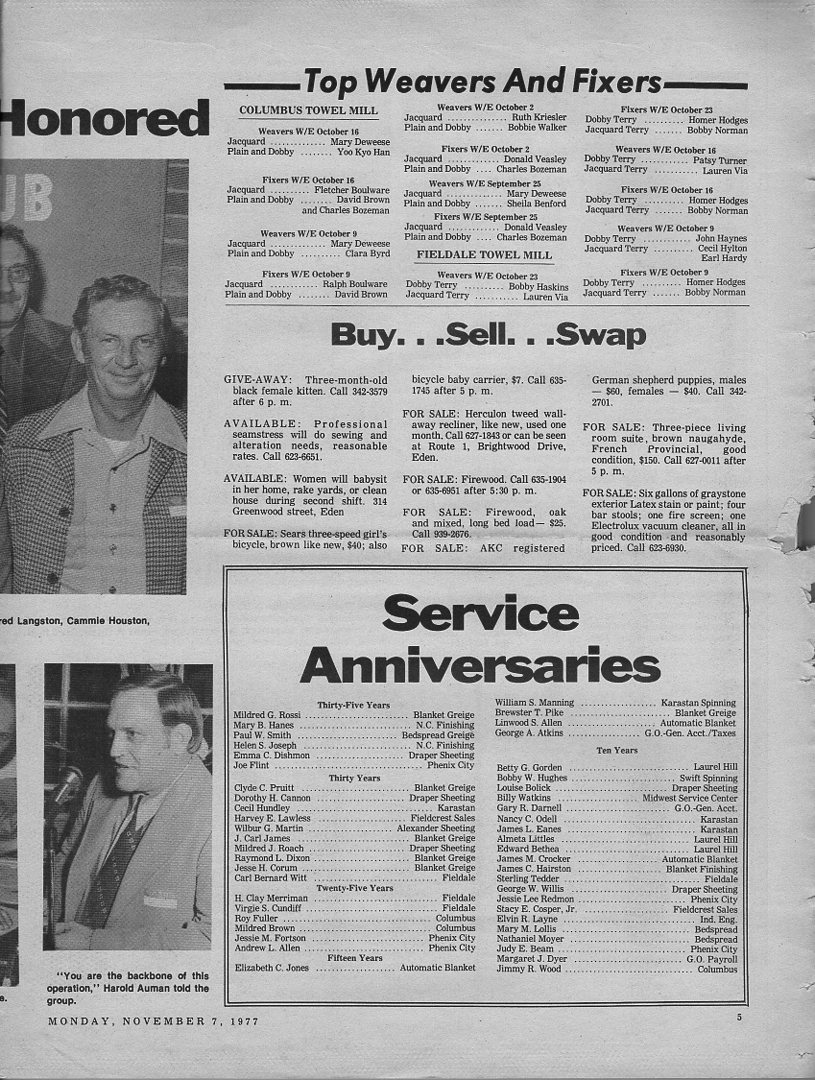 Honored
UB
red Langston, Cammie Houston,
"You are the backbone of this
operation," Harold Auman told the
group.
e.
Top Weavers And Fixers
COLUMBUS TOWEL MILL
Weavers W/E October 16
Jacquard .............. Mary Deweese
Plain and Dobby ........ Yoo Kyo Han
Fixers W/E October 16
Jacquard .......... Fletcher Boulware
Plain and Dobby ........ David Brown
and Charles Bozeman
Weavers W/E October 9
Jacquard .............. Mary Deweese
Plain and Dobby .......... Clara Byrd
Fixers W/E October 9
Jacquard ............ Ralph Boulware
Plain and Dobby ........ David Brown
Weavers W/E October 2
Jacquard ............... Ruth Kriesler
Plain and Dobby ....... Bobbie Walker
Fixers W/E October 2
Jacquard ............. Donald Veasley
Plain and Dobby .... Charles Bozeman
Weavers W/E September 25
Jacquard .............. Mary Deweese
Plain and Dobby ....... Sheila Benford
Fixers W/E September 25
Jacquard ............. Donald Veasley
Plain and Dobby .... Charles Bozeman
FIELDALE TOWEL MILL
Weavers W/E October 23
Dobby Terry .......... Bobby Haskins
Jacquard Terry ........... Lauren Via
Fixers W/E October 23
Dobby Terry .......... Homer Hodges
Jacquard Terry ....... Bobby Norman
Weavers W/E October 16
Dobby Terry ............ Patsy Turner
Jacquard Terry ........... Lauren Via
Fixers W/E October 16
Dobby Terry .......... Homer Hodges
Jacquard Terry ....... Bobby Norman
Weavers W/E October 9
Dobby Terry ............ John Haynes
Jacquard Terry .......... Cecil Hylton
Earl Hardy
Fixers W/E October 9
Dobby Terry .......... Homer Hodges
Jacquard Terry ....... Bobby Norman
Buy. . .Sell. . .Swap
GIVE-AWAY: Three-month-old
black female kitten. Call 342-3579
after 6 p. m.
AVAILABLE: Professional
seamstress will do sewing and
alteration needs, reasonable
rates. Call 623-6651.
AVAILABLE: Women will babysit
in her home, rake yards, or clean
house during second shift. 314
Greenwood street, Eden
FOR SALE: Sears three-speed girl's
bicycle, brown like new, $40; also
bicycle baby carrier, $7. Call 635-
1745 after 5 p. m.
FOR SALE: Herculon tweed wall-
away recliner, like new, used one
month. Call 627-1843 or can be seen
at Route 1, Brightwood Drive,
Eden.
FOR SALE: Firewood. Call 635-1904
or 635-6951 after 5:30 p. m.
FOR SALE: Firewood, oak
and mixed, long bed load— $25.
Call 939-2676.
FOR SALE: AKC registered
German shepherd puppies, males
— $60, females — $40. Call 342-
2701.
FOR SALE: Three-piece living
room suite, brown naugahyde,
French Provincial, good
condition, $150. Call 627-0011 after
5 p. m.
FOR SALE: Six gallons of graystone
exterior Latex stain or paint; four
bar stools; one fire screen; one
Electrolux vacuum cleaner, all in
good condition and reasonably
priced. Call 623-6930.
Service
Anniversaries
Thirty-Five Years
Mildred G. Rossi .......................... Blanket Greige
Mary B. Hanes ............................. N.C. Finishing
Paul W. Smith .......................... Bedspread Greige
Helen S. Joseph ........................... N.C. Finishing
Emma C. Dishmon ........................ Draper Sheeting
Joe Flint ..................................... Phenix City
Thirty Years
Clyde C. Pruitt ............................ Blanket Greige
Dorothy H. Cannon ...................... Draper Sheeting
Cecil Hundley .................................. Karastan
Harvey E. Lawless ........................ Fieldcrest Sales
Wilbur G. Martin ...................... Alexander Sheeting
J. Carl James ............................. Blanket Greige
Mildred J. Roach ......................... Draper Sheeting
Raymond L. Dixon ........................ Blanket Greige
Jesse H. Corum ........................... Blanket Greige
Carl Bernard Witt ................................ Fieldale
Twenty-Five Years
H. Clay Merriman ................................ Fieldale
Virgie S. Cundiff .................................. Fieldale
Roy Fuller ..................................... Columbus
Mildred Brown ................................. Columbus
Jessie M. Fortson ............................. Phenix City
Andrew L. Allen ............................... Phenix City
Fifteen Years
Elizabeth C. Jones .................... Automatic Blanket
William S. Manning ................... Karastan Spinning
Brewster T. Pike ......................... Blanket Greige
Linwood S. Allen ...................... Automatic Blanket
George A. Atkins .................. G.O.-Gen. Acct./Taxes
Ten Years
Betty G. Gorden ............................... Laurel Hill
Bobby W. Hughes .......................... Swift Spinning
Louise Bolick .............................. Draper Sheeting
Billy Watkins .................... Midwest Service Center
Gary R. Darnell .......................... G.O.-Gen. Acct.
Nancy C. Odell .................................. Karastan
James L. Eanes .................................. Karastan
Almeta Littles ................................. Laurel Hill
Edward Bethea ................................ Laurel Hill
James M. Crocker .................... Automatic Blanket
James C. Hairston ....................... Blanket Finishing
Sterling Tedder ................................... Fieldale
George W. Willis ......................... Draper Sheeting
Jessie Lee Redmon ............................ Phenix City
Stacy E. Cosper, Jr. ..................... Fieldcrest Sales
Elvin R. Layne .................................. Ind. Eng.
Mary M. Lollis ................................. Bedspread
Nathaniel Moyer ............................... Bedspread
Judy E. Beam ................................. Phenix City
Margaret J. Dyer .............................. G.O. Payroll
Jimmy R. Wood ................................. Columbus
MONDAY, NOVEMBER 7, 1977
5